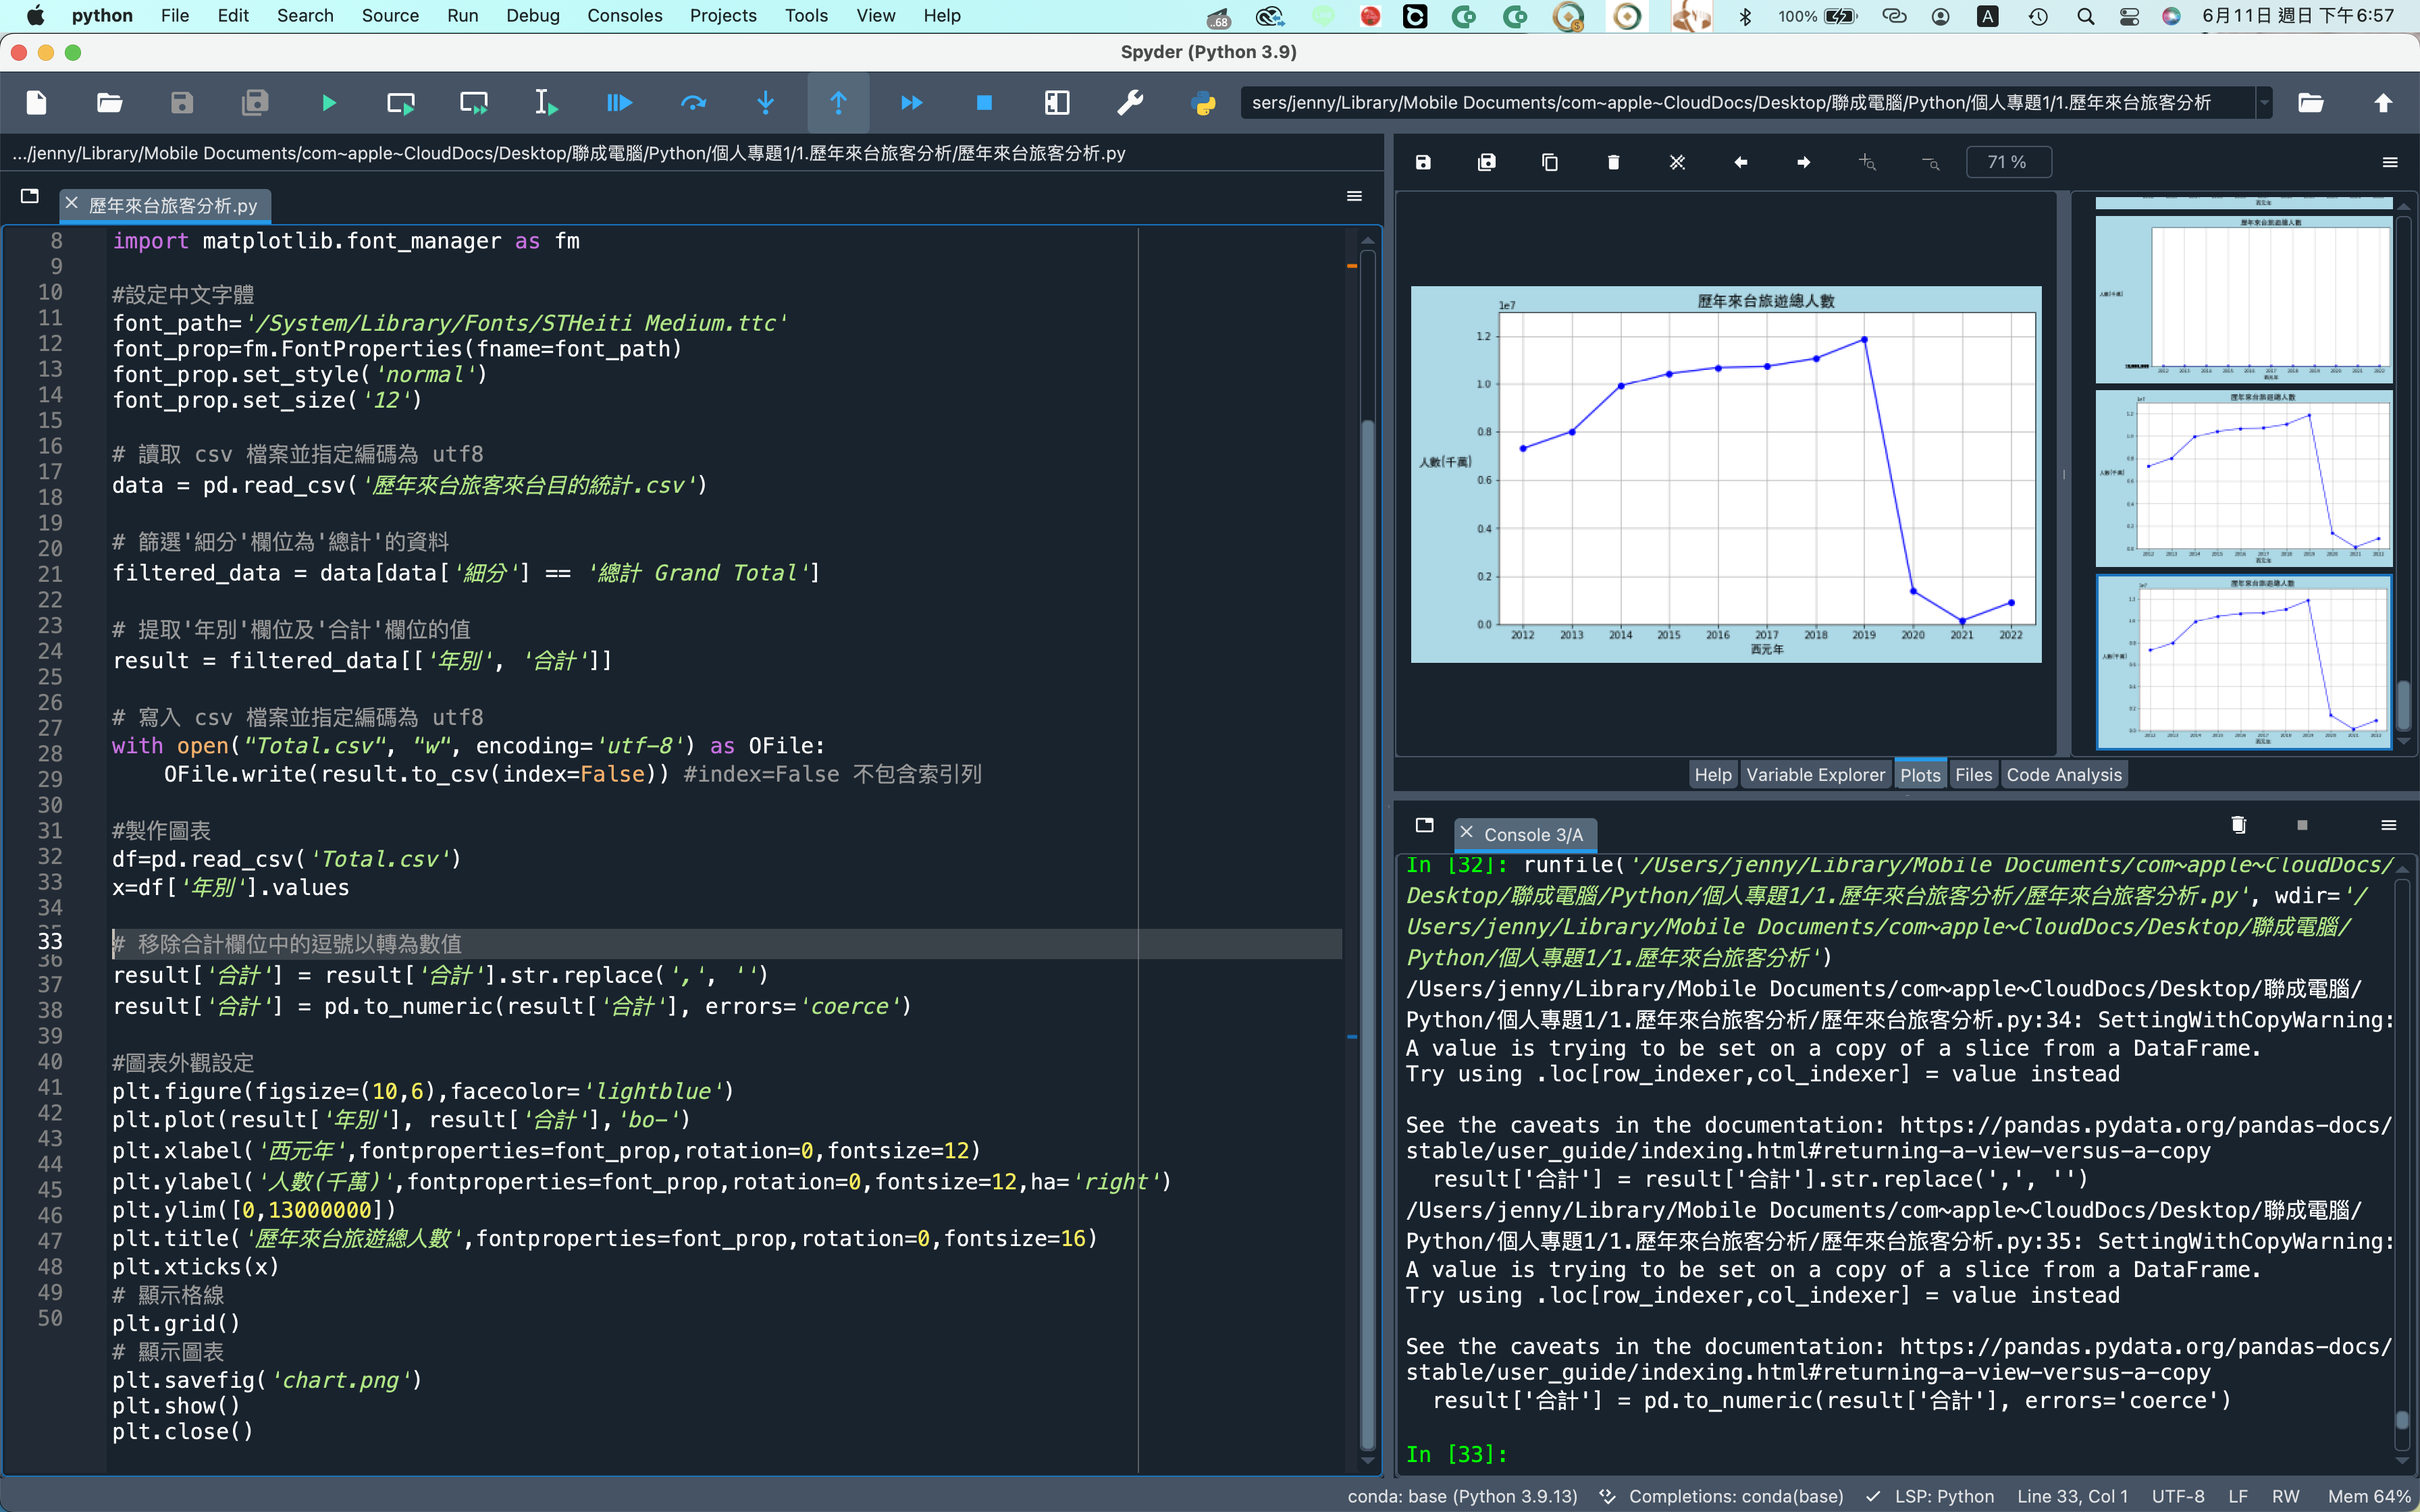 python File Edit Search Source Run Debug Consoles Projects Tools View Help 100% A 6月11日 週日 下午6:57
Spyder (Python 3.9)
sers/jenny/Library/Mobile Documents/com~apple~CloudDocs/Desktop/聯成電腦/Python/個人專題1/1.歷年來台旅客分析
.../jenny/Library/Mobile Documents/com~apple~CloudDocs/Desktop/聯成電腦/Python/個人專題1/1.歷年來台旅客分析/歷年來台旅客分析.py
歷年來台旅客分析.py
8 import matplotlib.font_manager as fm
9
10 #設定中文字體
11 font_path='/System/Library/Fonts/STHeiti Medium.ttc'
12 font_prop=fm.FontProperties(fname=font_path)
13 font_prop.set_style('normal')
14 font_prop.set_size('12')
15
16 # 讀取 csv 檔案並指定編碼為 utf8
17 data = pd.read_csv('歷年來台旅客來台目的統計.csv')
18
19
20 # 篩選'細分'欄位為'總計'的資料
21 filtered_data = data[data['細分'] == '總計 Grand Total']
22
23 # 提取'年別'欄位及'合計'欄位的值
24 result = filtered_data[['年別', '合計']]
25
26 # 寫入 csv 檔案並指定編碼為 utf8
27
28 with open("Total.csv", "w", encoding='utf-8') as OFile:
29 OFile.write(result.to_csv(index=False)) #index=False 不包含索引列
30
31 #製作圖表
32 df=pd.read_csv('Total.csv')
33 x=df['年別'].values
34
33 # 移除合計欄位中的逗號以轉為數值
36 result['合計'] = result['合計'].str.replace(',', '')
37
38 result['合計'] = pd.to_numeric(result['合計'], errors='coerce')
39
40 #圖表外觀設定
41 plt.figure(figsize=(10,6),facecolor='lightblue')
42 plt.plot(result['年別'], result['合計'],'bo-')
43 plt.xlabel('西元年',fontproperties=font_prop,rotation=0,fontsize=12)
44
45 plt.ylabel('人數(千萬)',fontproperties=font_prop,rotation=0,fontsize=12,ha='right')
46 plt.ylim([0,13000000])
47 plt.title('歷年來台旅遊總人數',fontproperties=font_prop,rotation=0,fontsize=16)
48 plt.xticks(x)
49 # 顯示格線
50 plt.grid()
# 顯示圖表
plt.savefig('chart.png')
plt.show()
plt.close()
71 %
歷年來台旅遊總人數
1e7
1.2
1.0
0.8
人數(千萬)
0.6
0.4
0.2
0.0
2012 2013 2014 2015 2016 2017 2018 2019 2020 2021 2022
西元年
Help Variable Explorer Plots Files Code Analysis
Console 3/A
In [32]: runfile('/Users/jenny/Library/Mobile Documents/com~apple~CloudDocs/
Desktop/聯成電腦/Python/個人專題1/1.歷年來台旅客分析/歷年來台旅客分析.py', wdir='/
Users/jenny/Library/Mobile Documents/com~apple~CloudDocs/Desktop/聯成電腦/
Python/個人專題1/1.歷年來台旅客分析')
/Users/jenny/Library/Mobile Documents/com~apple~CloudDocs/Desktop/聯成電腦/
Python/個人專題1/1.歷年來台旅客分析/歷年來台旅客分析.py:34: SettingWithCopyWarning:
A value is trying to be set on a copy of a slice from a DataFrame.
Try using .loc[row_indexer,col_indexer] = value instead
See the caveats in the documentation: https://pandas.pydata.org/pandas-docs/
stable/user_guide/indexing.html#returning-a-view-versus-a-copy
result['合計'] = result['合計'].str.replace(',', '')
/Users/jenny/Library/Mobile Documents/com~apple~CloudDocs/Desktop/聯成電腦/
Python/個人專題1/1.歷年來台旅客分析/歷年來台旅客分析.py:35: SettingWithCopyWarning:
A value is trying to be set on a copy of a slice from a DataFrame.
Try using .loc[row_indexer,col_indexer] = value instead
See the caveats in the documentation: https://pandas.pydata.org/pandas-docs/
stable/user_guide/indexing.html#returning-a-view-versus-a-copy
result['合計'] = pd.to_numeric(result['合計'], errors='coerce')
In [33]:
conda: base (Python 3.9.13) Completions: conda(base) LSP: Python Line 33, Col 1 UTF-8 LF RW Mem 64%